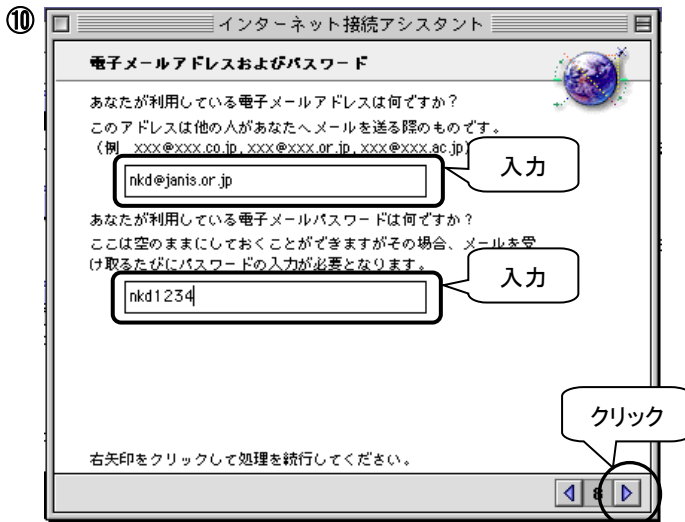 ⑩
インターネット接続アシスタント
電子メールアドレスおよびパスワード
あなたが利用している電子メールアドレスは何ですか?
このアドレスは他の人があなたへメールを送る際のものです。
(例 xxx@xxx.co.jp, xxx@xxx.or.jp, xxx@xxx.ac.jp)
入力
nkd@janis.or.jp
あなたが利用している電子メールパスワードは何ですか?
ここは空のままにしておくことができますがその場合、メールを受
け取るたびにパスワードの入力が必要となります。
入力
nkd1234
クリック
右矢印をクリックして処理を続行してください。
8